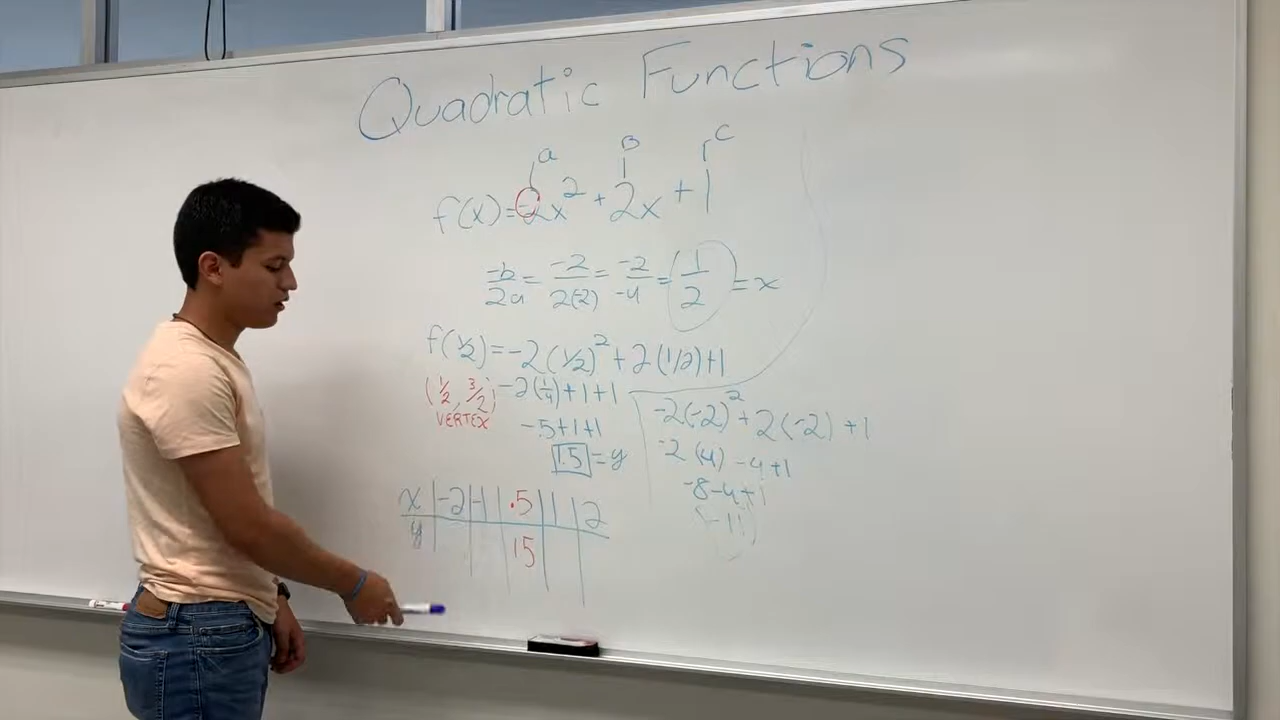 Quadratic Functions
a B C
f(x)=-2x² + 2x + 1
-b/2a = -2/2(-2) = -2/-4 = (1/2) = x
f(1/2)=-2(1/2)²+2(1/2)+1
(1/2, 3/2) -2(1/4)+1+1
VERTEX
-.5+1+1
1.5 = y
-2(-2)²+2(-2)+1
-2(4)-4+1
-8-4+1
(-11)
x | -2 | -1 | .5 | 1 | 2
y | | | 1.5 | |